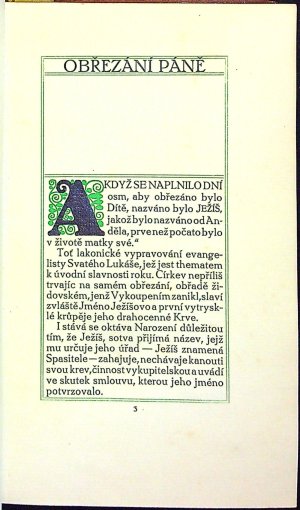 OBŘEZÁNÍ PÁNĚ
A KDYŽ SE NAPLNILO DNÍ
osm, aby obřezáno bylo
Dítě, nazváno bylo JEŽÍŠ,
jakož bylo nazváno od An-
děla, prve než počato bylo
v životě matky své.“
Toť lakonické vypravování evange-
listy Svatého Lukáše, jež jest thematem
k úvodní slavnosti roku. Církev nepříliš
trvajíc na samém obřezání, obřadě ži-
dovském, jenž Vykoupením zanikl, slaví
zvláště Jméno Ježíšovo a první vytrysk-
lé krůpěje jeho drahocenné Krve.
I stává se oktáva Narození důležitou
tím, že Ježíš, sotva přijímá název, jejž
mu určuje jeho úřad — Ježíš znamená
Spasitele — zahajuje, nechávaje kanouti
svou krev, činnost vykupitelskou a uvádí
ve skutek smlouvu, kterou jeho jméno
potvrzovalo.
3